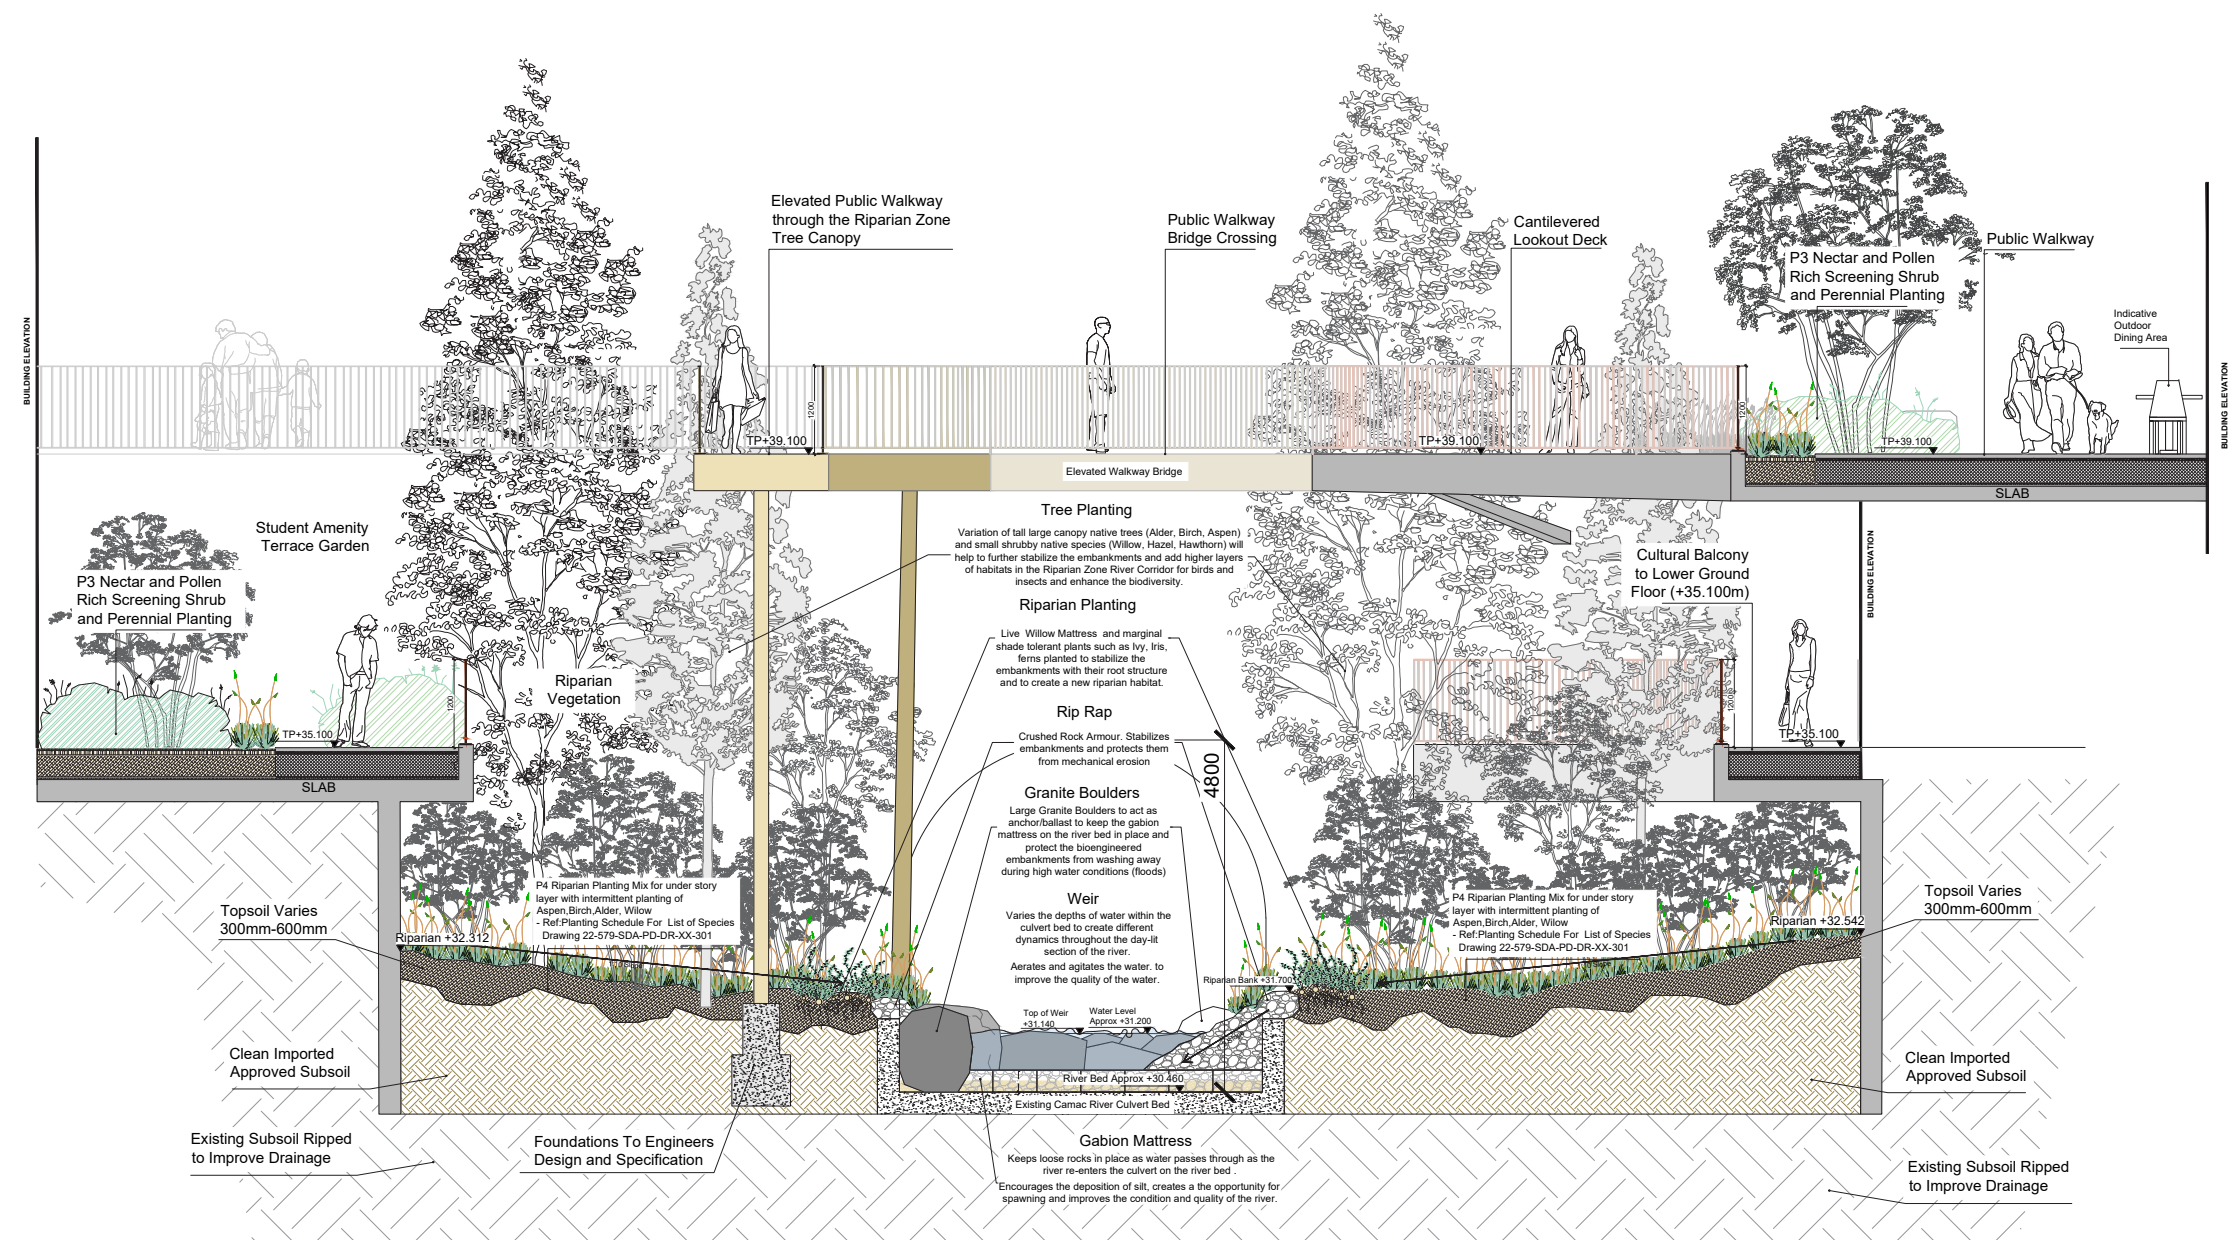 Elevated Public Walkway
through the Riparian Zone
Tree Canopy
Public Walkway
Bridge Crossing
Cantilevered
Lookout Deck
Public Walkway
P3 Nectar and Pollen
Rich Screening Shrub
and Perennial Planting
Indicative
Outdoor
Dining Area
BUILDING ELEVATION
BUILDING ELEVATION
1200
1200
TP+39.100
TP+39.100
TP+39.100
Elevated Walkway Bridge
SLAB
Student Amenity
Terrace Garden
P3 Nectar and Pollen
Rich Screening Shrub
and Perennial Planting
1200
TP+35.100
SLAB
Riparian
Vegetation
Tree Planting
Variation of tall large canopy native trees (Alder, Birch, Aspen)
and small shrubby native species (Willow, Hazel, Hawthorn) will
help to further stabilize the embankments and add higher layers
of habitats in the Riparian Zone River Corridor for birds and
insects and enhance the biodiversity.
Riparian Planting
Live Willow Mattress and marginal
shade tolerant plants such as Ivy, Iris,
ferns planted to stabilize the
embankments with their root structure
and to create a new riparian habitat.
Rip Rap
Crushed Rock Armour. Stabilizes
embankments and protects them
from mechanical erosion
4800
Granite Boulders
Large Granite Boulders to act as
anchor/ballast to keep the gabion
mattress on the river bed in place and
protect the bioengineered
embankments from washing away
during high water conditions (floods)
Weir
Varies the depths of water within the
culvert bed to create different
dynamics throughout the day-lit
section of the river.
Aerates and agitates the water. to
improve the quality of the water.
Cultural Balcony
to Lower Ground
Floor (+35.100m)
BUILDING ELEVATION
1200
TP+35.100
P4 Riparian Planting Mix for under story
layer with intermittent planting of
Aspen,Birch,Alder, Wilow
- Ref:Planting Schedule For List of Species
Drawing 22-579-SDA-PD-DR-XX-301
P4 Riparian Planting Mix for under story
layer with intermittent planting of
Aspen,Birch,Alder, Wilow
- Ref:Planting Schedule For List of Species
Drawing 22-579-SDA-PD-DR-XX-301
Topsoil Varies
300mm-600mm
Riparian +32.312
Riparian +32.542
Topsoil Varies
300mm-600mm
Riparian Bank +31.700
Top of Weir
+31.140
Water Level
Approx +31.200
River Bed Approx +30.460
Existing Camac River Culvert Bed
Clean Imported
Approved Subsoil
Clean Imported
Approved Subsoil
Existing Subsoil Ripped
to Improve Drainage
Foundations To Engineers
Design and Specification
Gabion Mattress
Keeps loose rocks in place as water passes through as the
river re-enters the culvert on the river bed .
Encourages the deposition of silt, creates a the opportunity for
spawning and improves the condition and quality of the river.
Existing Subsoil Ripped
to Improve Drainage